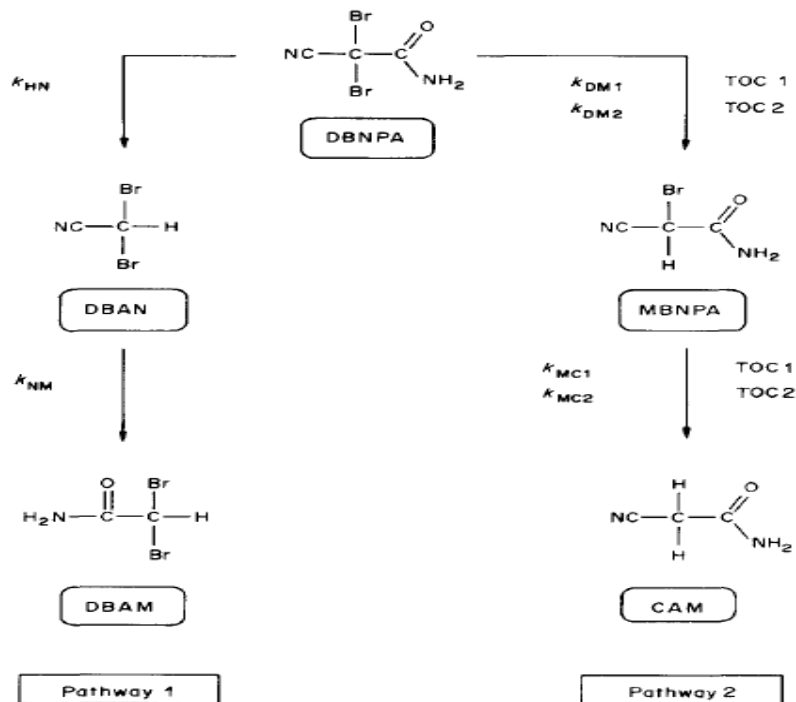 Br
O
NC—C—C
NH₂
Br
DBNPA
k_HN
k_DM1 TOC 1
k_DM2 TOC 2
Br
NC—C—H
Br
DBAN
Br
O
NC—C—C
NH₂
H
MBNPA
k_NM
k_MC1 TOC 1
k_MC2 TOC 2
O Br
H₂N—C—C—H
Br
DBAM
H
O
NC—C—C
NH₂
H
CAM
Pathway 1
Pathway 2